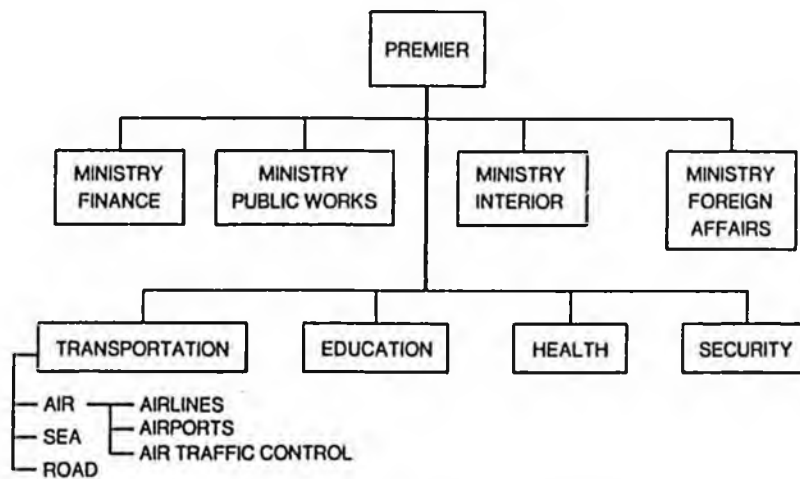 PREMIER
MINISTRY
FINANCE
MINISTRY
PUBLIC WORKS
MINISTRY
INTERIOR
MINISTRY
FOREIGN
AFFAIRS
TRANSPORTATION
EDUCATION
HEALTH
SECURITY
AIR
AIRLINES
AIRPORTS
SEA
AIR TRAFFIC CONTROL
ROAD